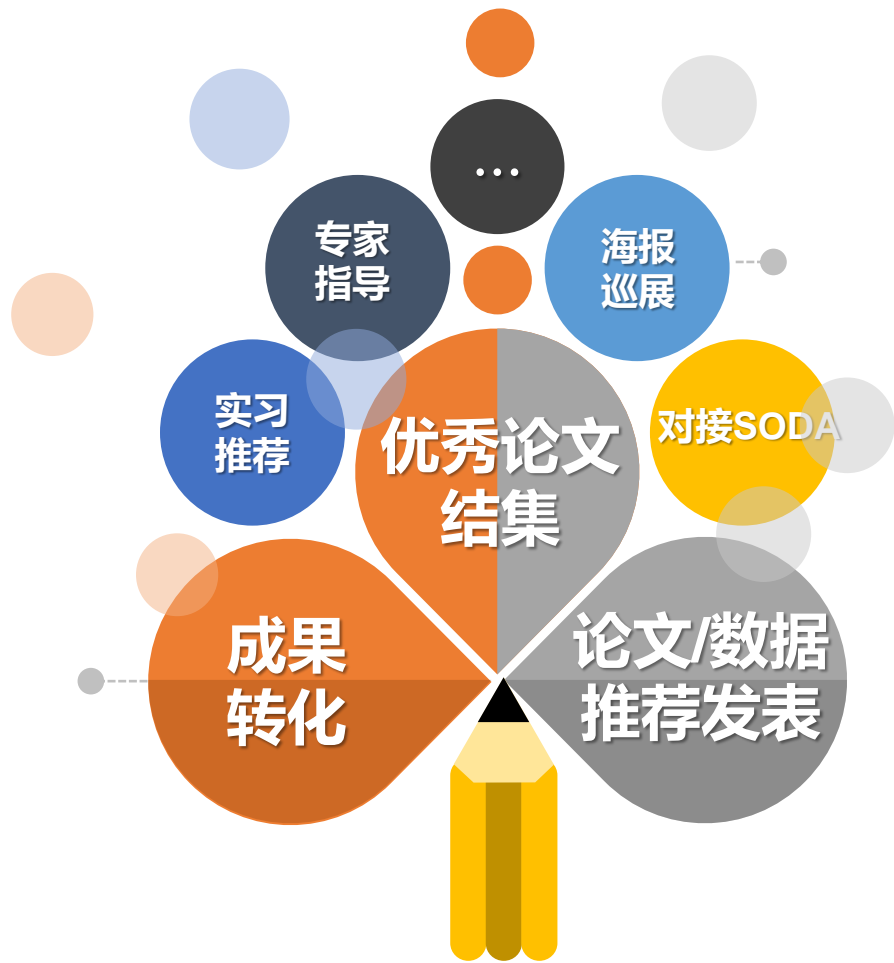 …
专家
指导
海报
巡展
实习
推荐
对接SODA
优秀论文
结集
成果
转化
论文/数据
推荐发表